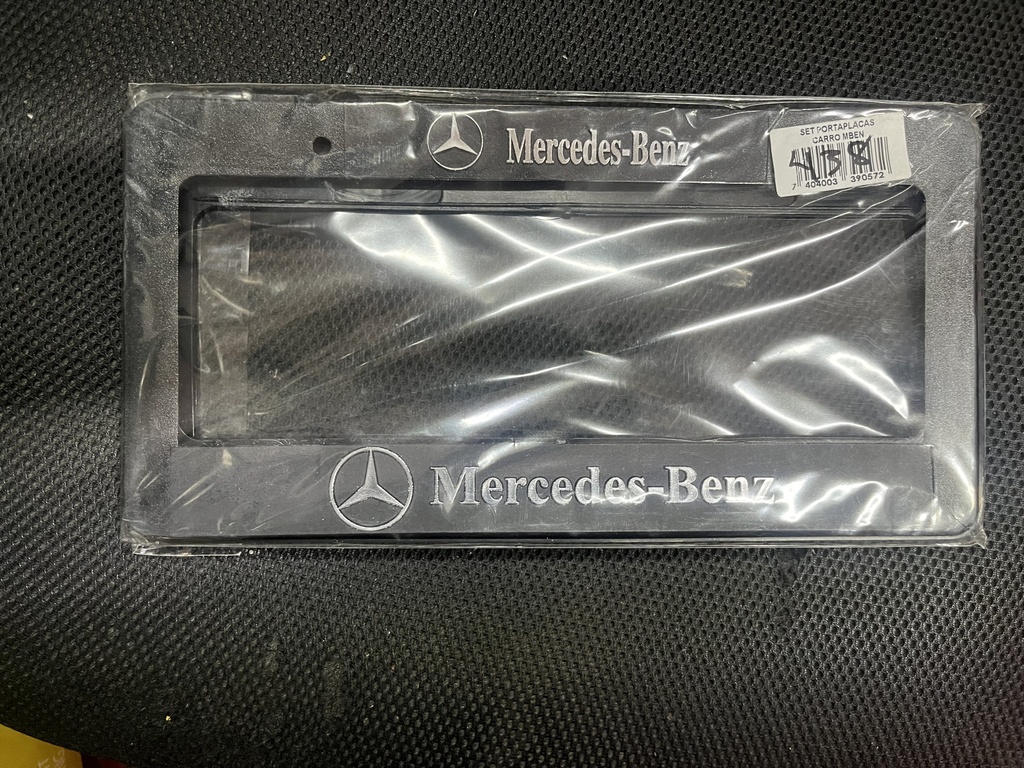 Mercedes-Benz
SET PORTAPLACAS
CARRO MBEN
7 404003 390572
Mercedes-Benz